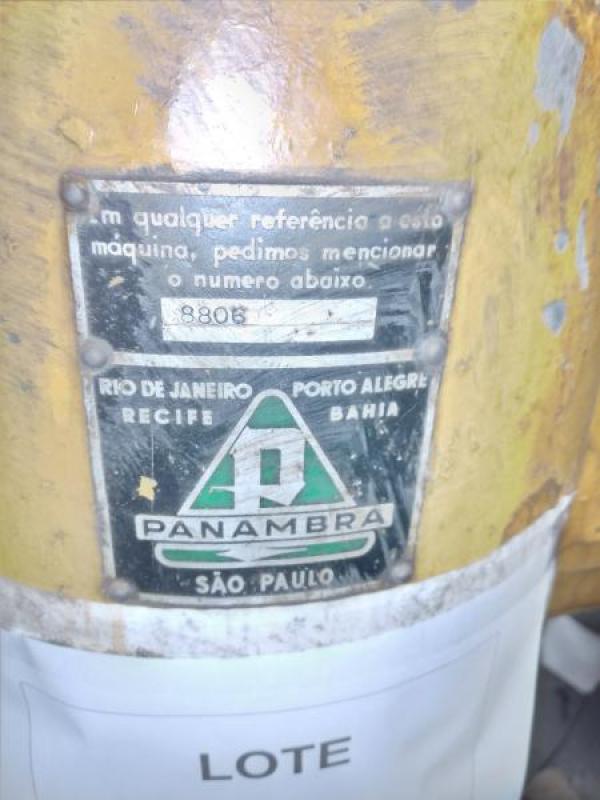 Em qualquer referência a esta
máquina, pedimos mencionar
o numero abaixo
8806
RIO DE JANEIRO PORTO ALEGRE
RECIFE BAHIA
P
PANAMBRA
SÃO PAULO
LOTE